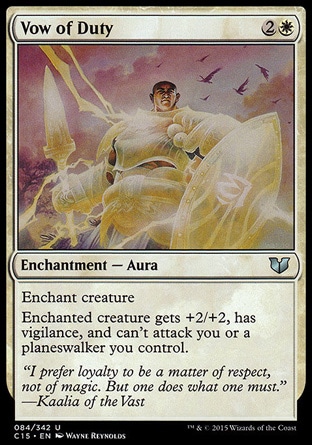 Vow of Duty 2
Enchantment — Aura
Enchant creature
Enchanted creature gets +2/+2, has
vigilance, and can't attack you or a
planeswalker you control.
“I prefer loyalty to be a matter of respect,
not of magic. But one does what one must.”
—Kaalia of the Vast
084/342 U
C15 • EN Wayne Reynolds
™ & © 2015 Wizards of the Coast